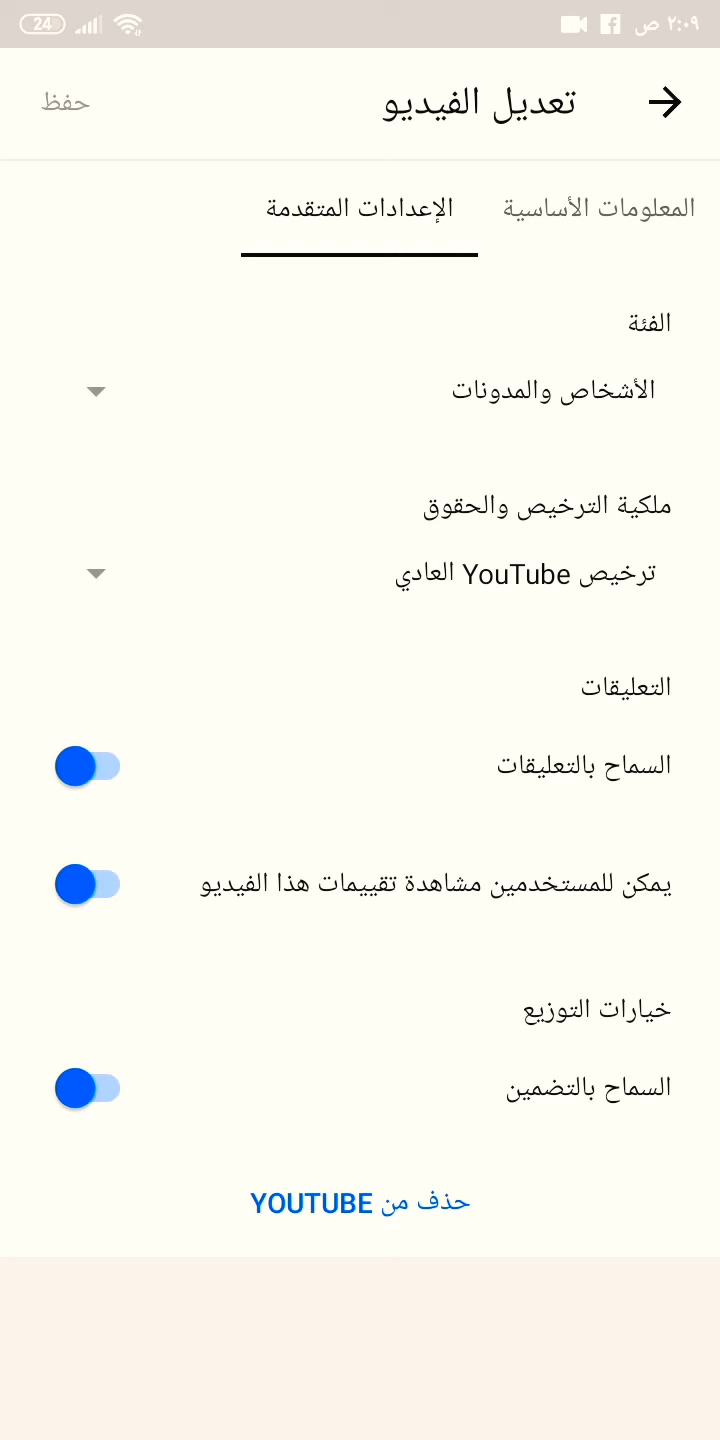 ٢:٠٩ ص
24
تعديل الفيديو
حفظ
المعلومات الأساسية
الإعدادات المتقدمة
الفئة
الأشخاص والمدونات
ملكية الترخيص والحقوق
ترخيص YouTube العادي
التعليقات
السماح بالتعليقات
يمكن للمستخدمين مشاهدة تقييمات هذا الفيديو
خيارات التوزيع
السماح بالتضمين
حذف من YOUTUBE